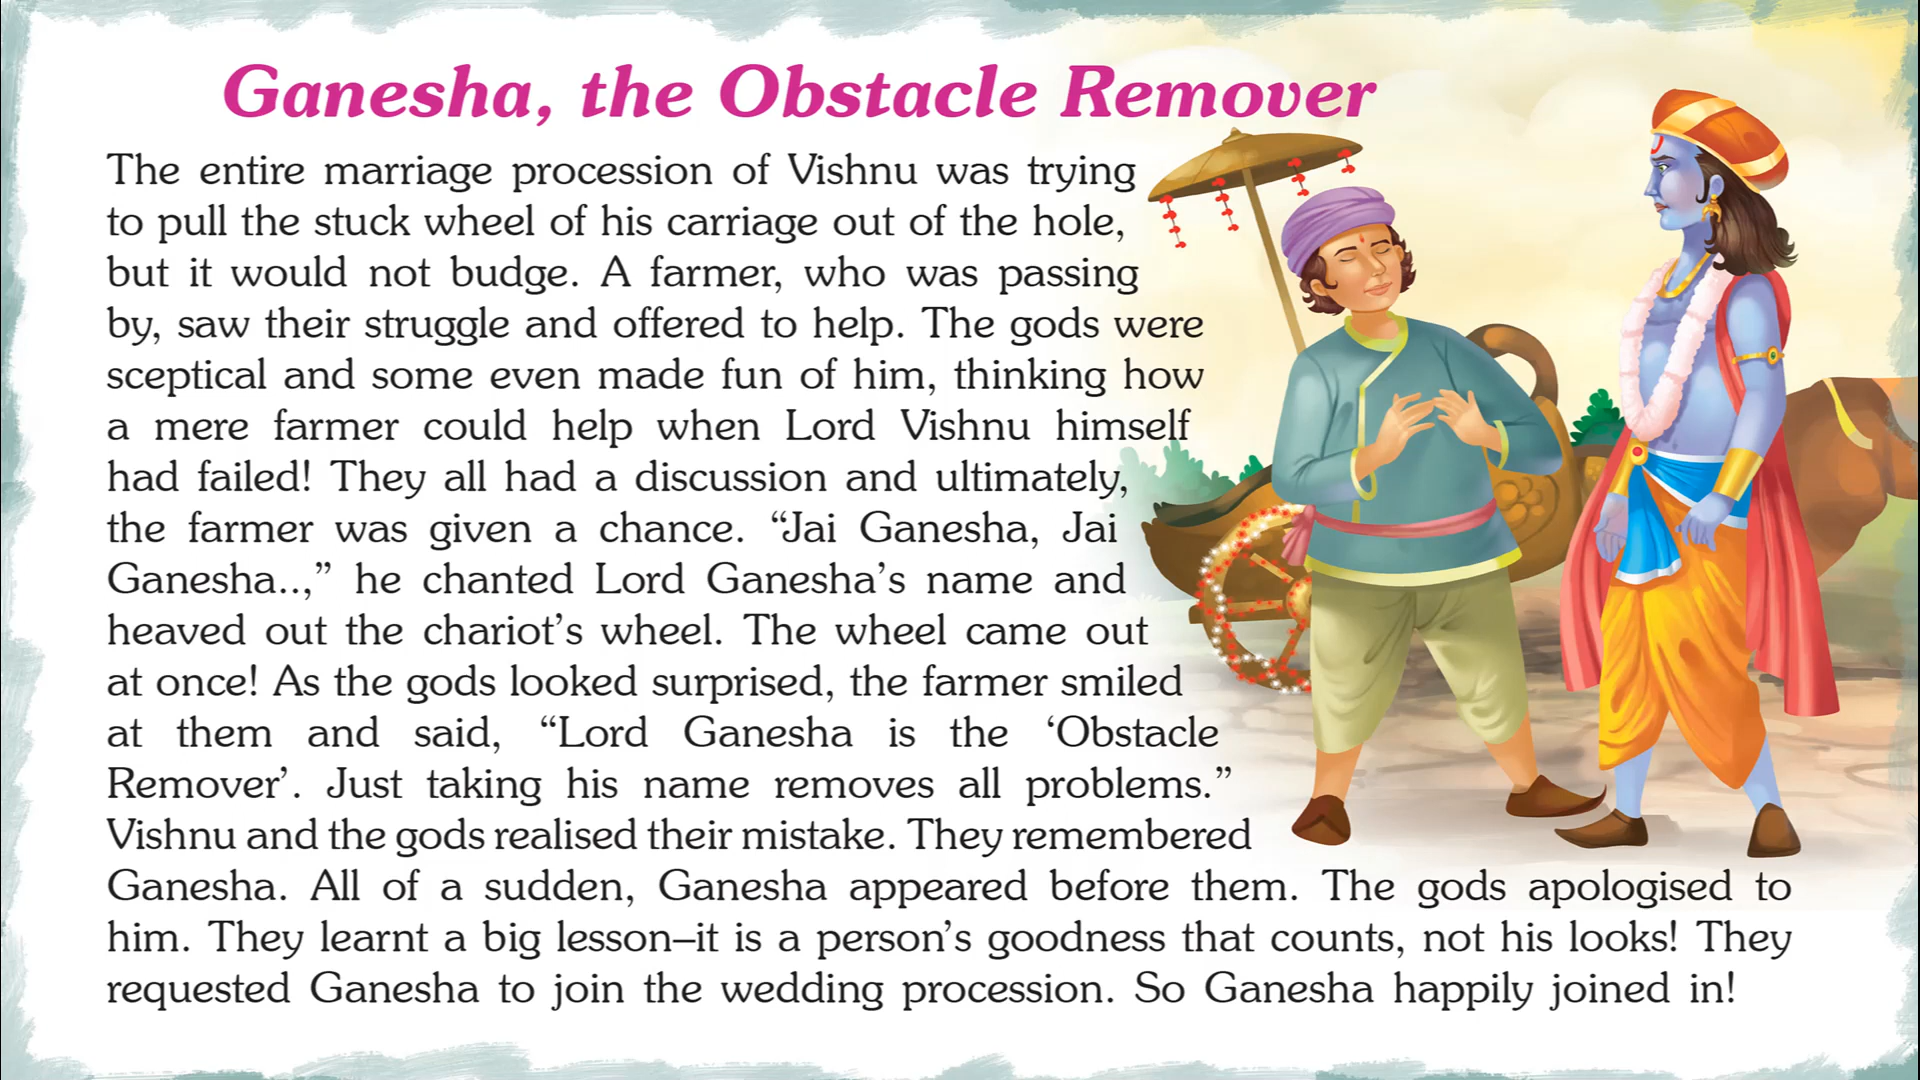 Ganesha, the Obstacle Remover
The entire marriage procession of Vishnu was trying
to pull the stuck wheel of his carriage out of the hole,
but it would not budge. A farmer, who was passing
by, saw their struggle and offered to help. The gods were
sceptical and some even made fun of him, thinking how
a mere farmer could help when Lord Vishnu himself
had failed! They all had a discussion and ultimately,
the farmer was given a chance. “Jai Ganesha, Jai
Ganesha..,” he chanted Lord Ganesha’s name and
heaved out the chariot’s wheel. The wheel came out
at once! As the gods looked surprised, the farmer smiled
at them and said, “Lord Ganesha is the ‘Obstacle
Remover’. Just taking his name removes all problems.”
Vishnu and the gods realised their mistake. They remembered
Ganesha. All of a sudden, Ganesha appeared before them. The gods apologised to
him. They learnt a big lesson–it is a person’s goodness that counts, not his looks! They
requested Ganesha to join the wedding procession. So Ganesha happily joined in!